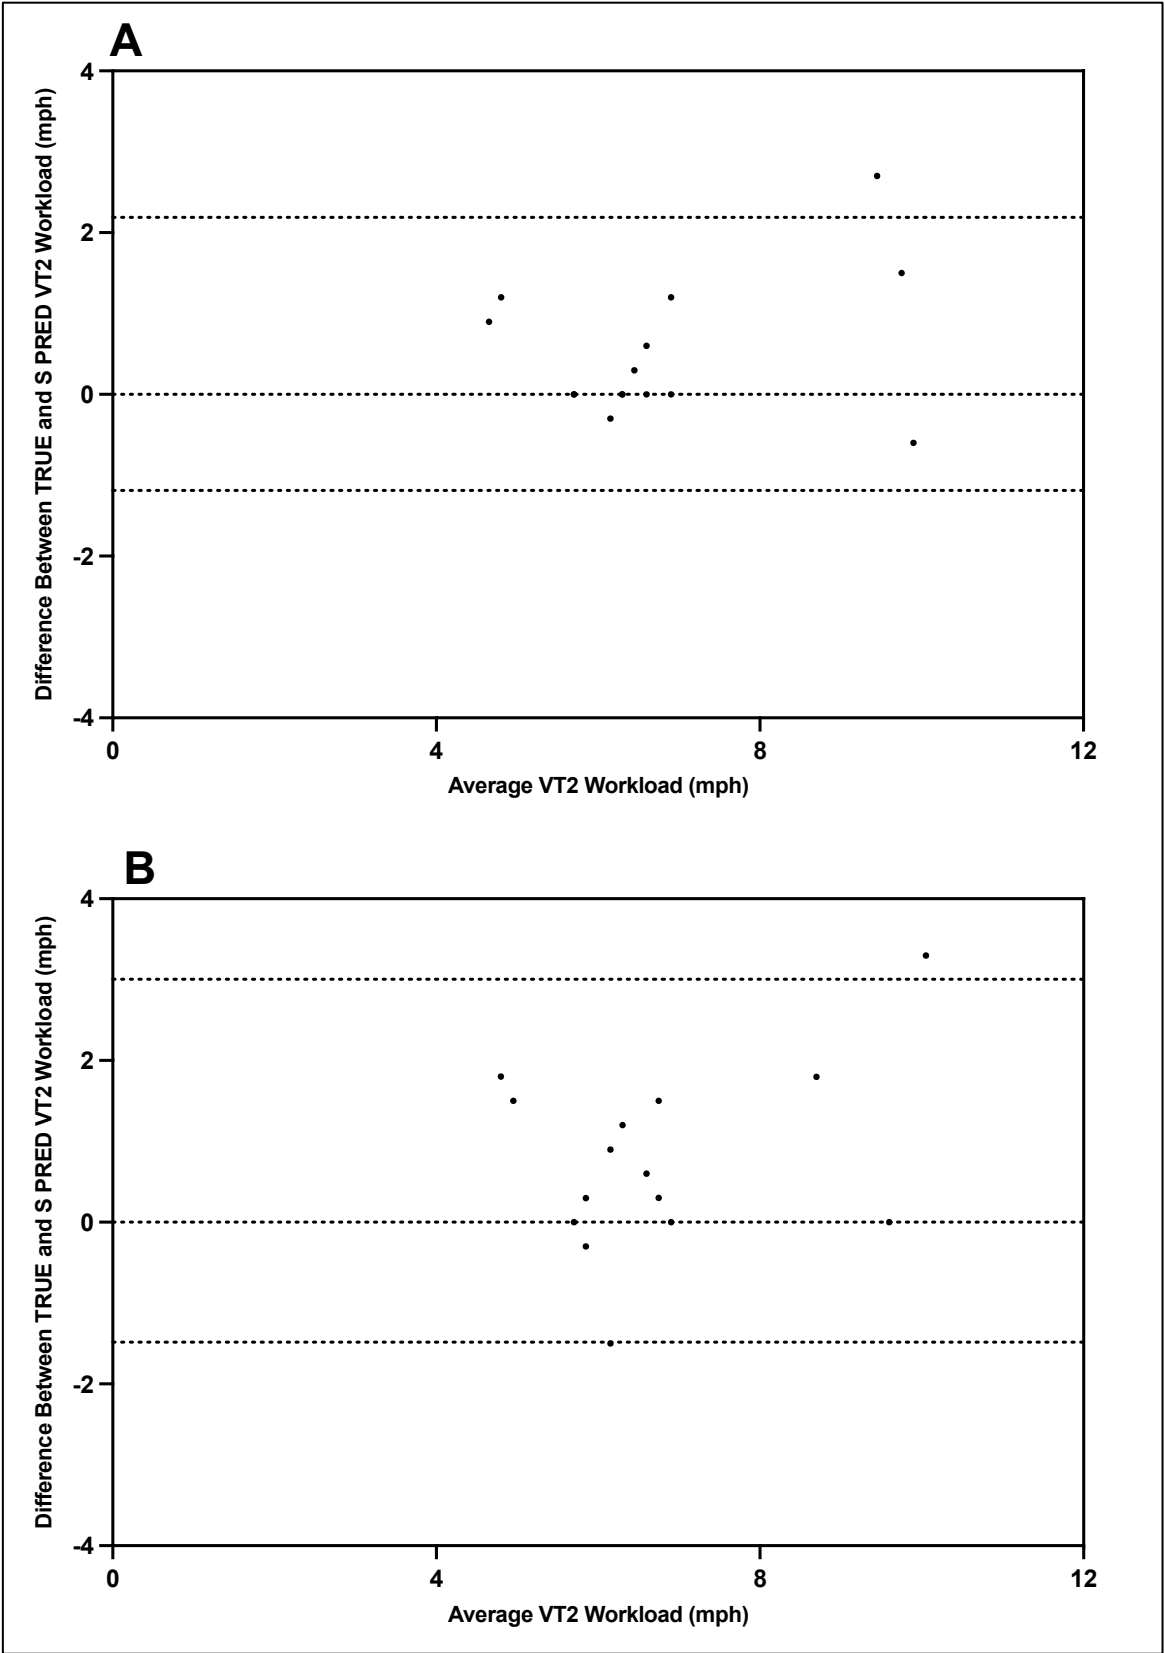 A
Difference Between TRUE and S PRED VT2 Workload (mph)
4
2
0
-2
-4
0 4 8 12
Average VT2 Workload (mph)
B
Difference Between TRUE and S PRED VT2 Workload (mph)
4
2
0
-2
-4
0 4 8 12
Average VT2 Workload (mph)